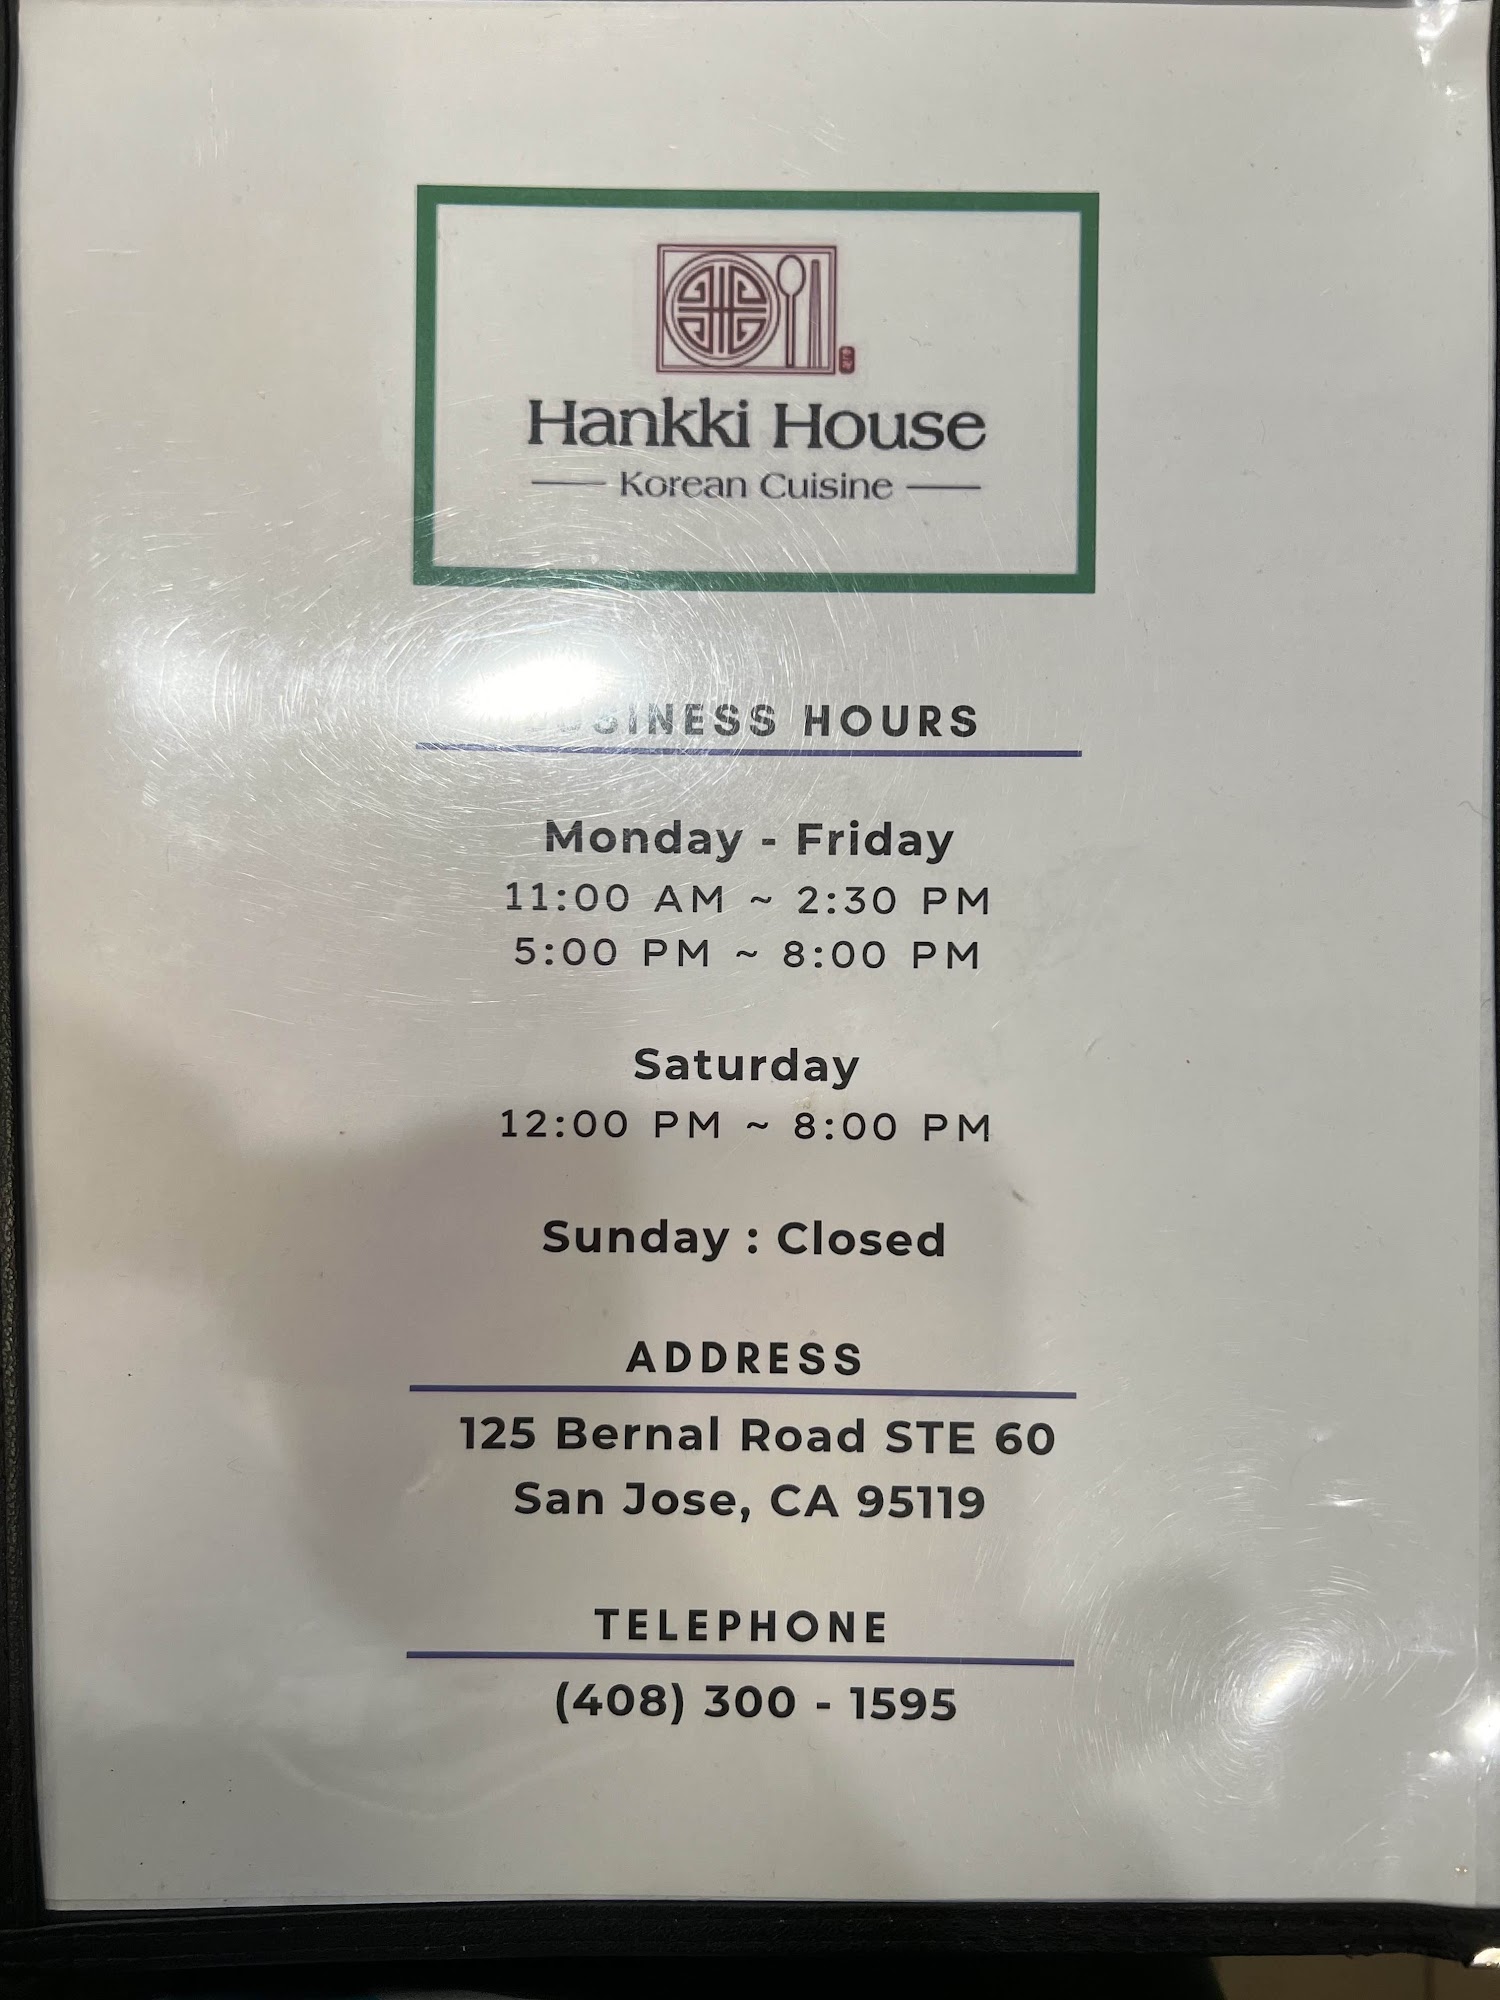 Hankki House
Korean Cuisine
BUSINESS HOURS
Monday - Friday
11:00 AM ~ 2:30 PM
5:00 PM ~ 8:00 PM
Saturday
12:00 PM ~ 8:00 PM
Sunday : Closed
ADDRESS
125 Bernal Road STE 60
San Jose, CA 95119
TELEPHONE
(408) 300 - 1595